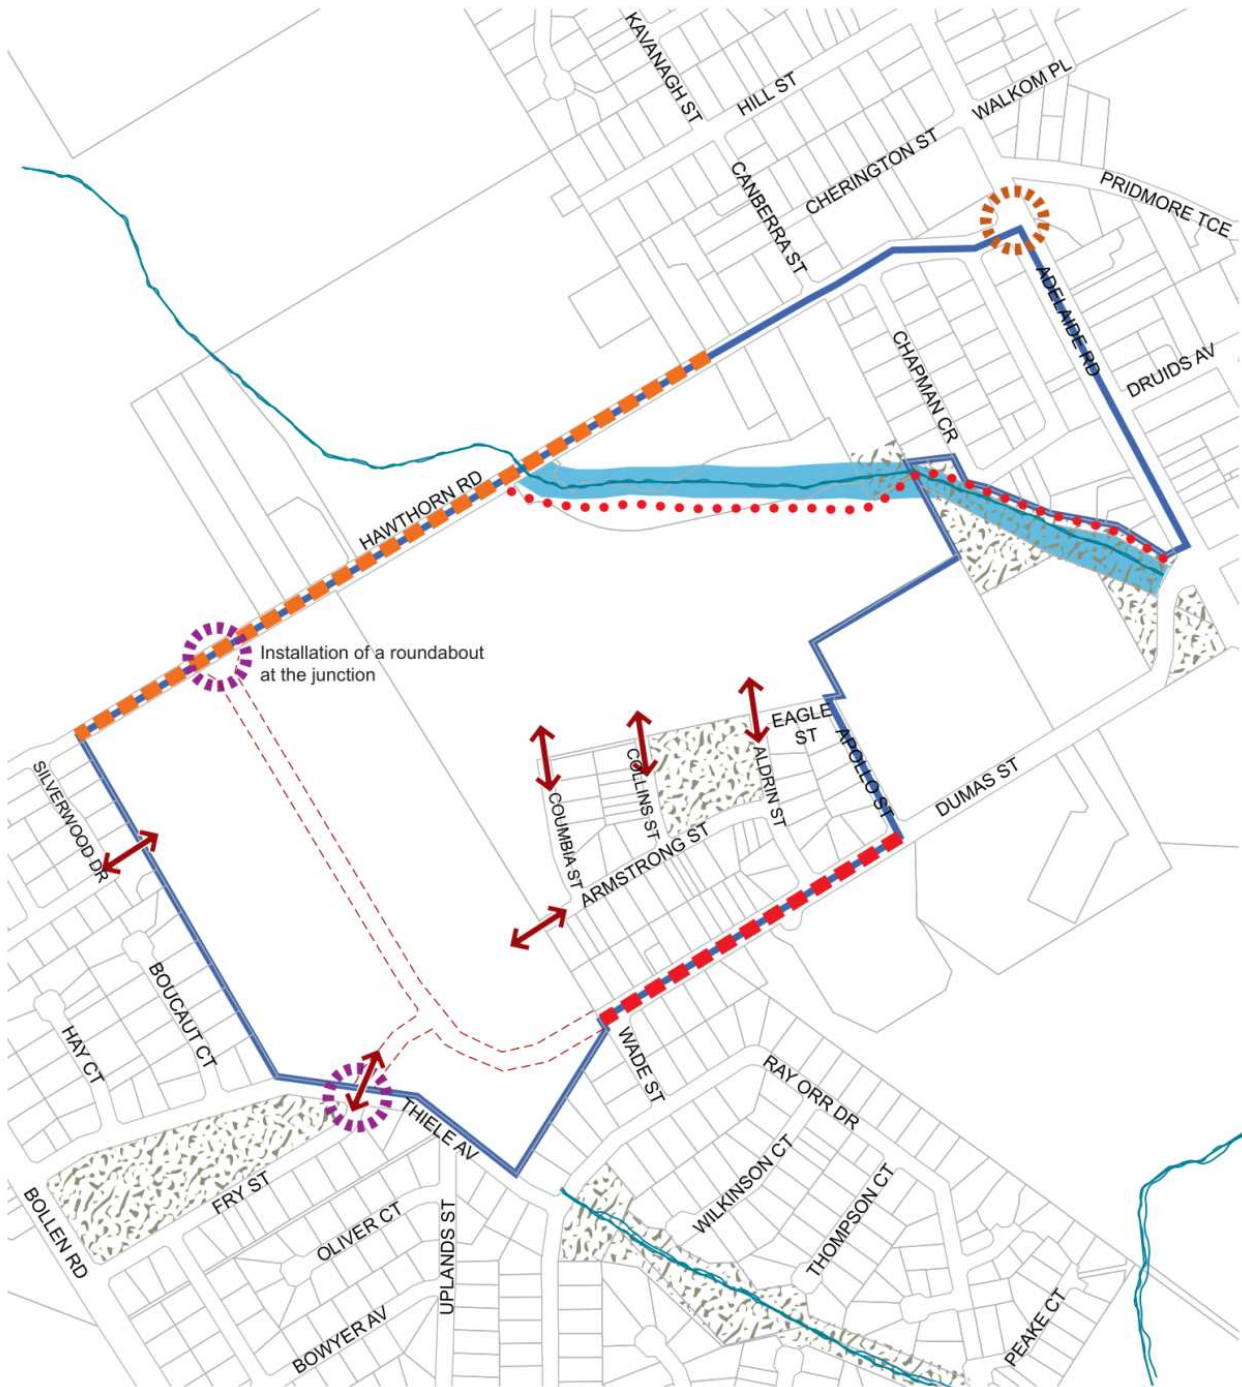 KAVANAGH ST
HILL ST
WALKOM PL
CANBERRA ST
CHERINGTON ST
PRIDMORE TCE
ADELAIDE RD
CHAPMAN CR
DRUIDS AV
HAWTHORN RD
Installation of a roundabout
at the junction
EAGLE
ST
SILVERWOOD DR
COLUMBIA ST
COLLINS ST
ALDRIN ST
APOLLO ST
DUMAS ST
ARMSTRONG ST
BOUCAUT CT
HAY CT
WADE ST
RAY ORR DR
THIELE AV
BOLLEN RD
FRY ST
OLIVER CT
UPLANDS ST
WILKINSON CT
THOMPSON CT
BOWYER AV
PEAKE CT